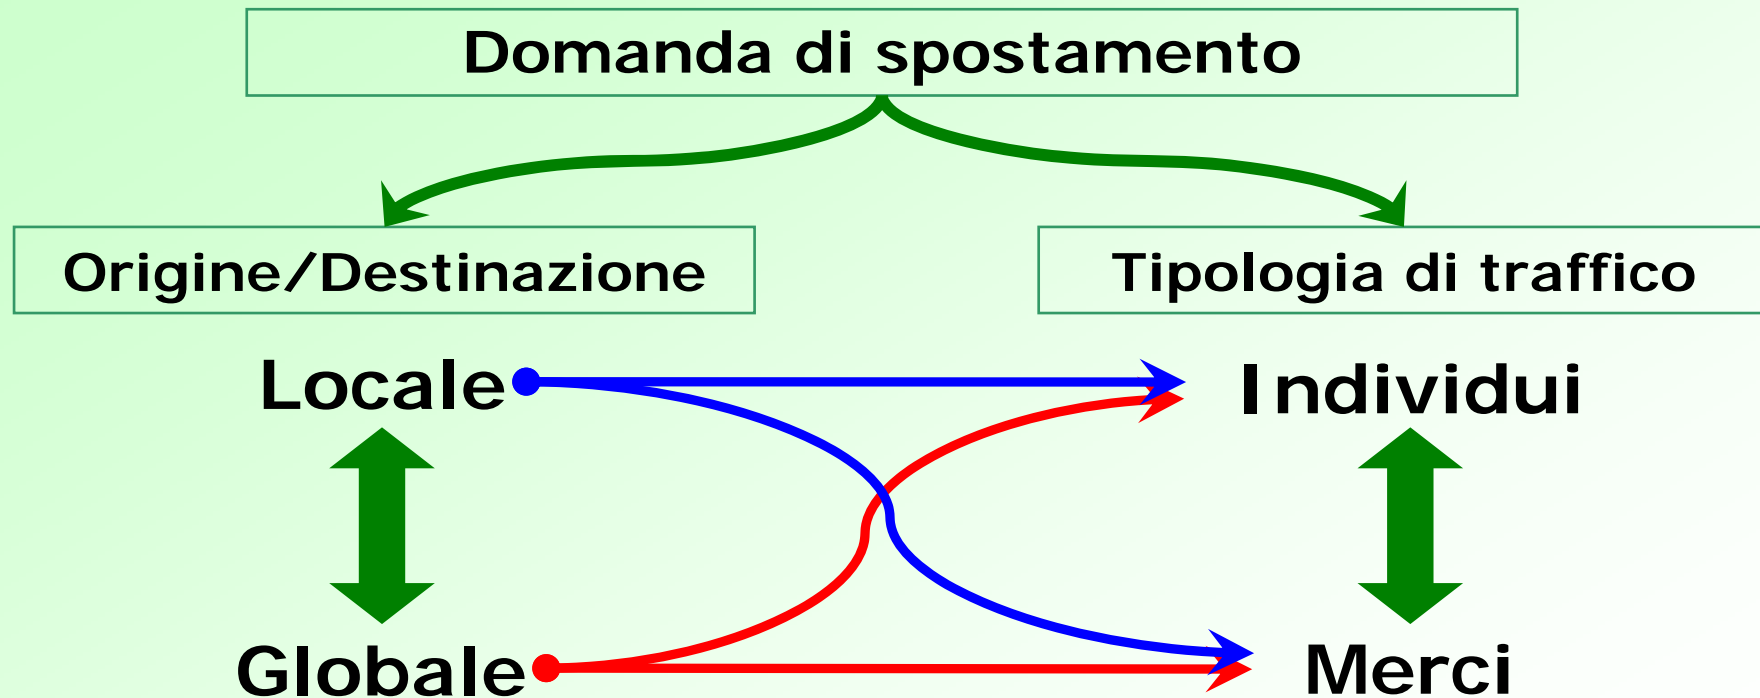 Domanda di spostamento
Origine/Destinazione
Tipologia di traffico
Locale
Individui
Globale
Merci